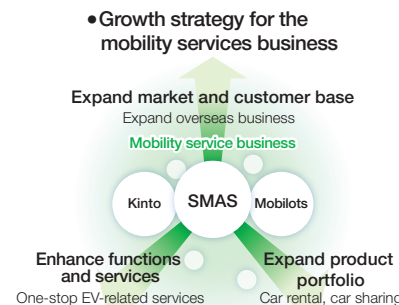 ●Growth strategy for the
mobility services business
Expand market and customer base
Expand overseas business
Mobility service business
Kinto
SMAS
Mobilots
Enhance functions
and services
One-stop EV-related services
Expand product
portfolio
Car rental, car sharing